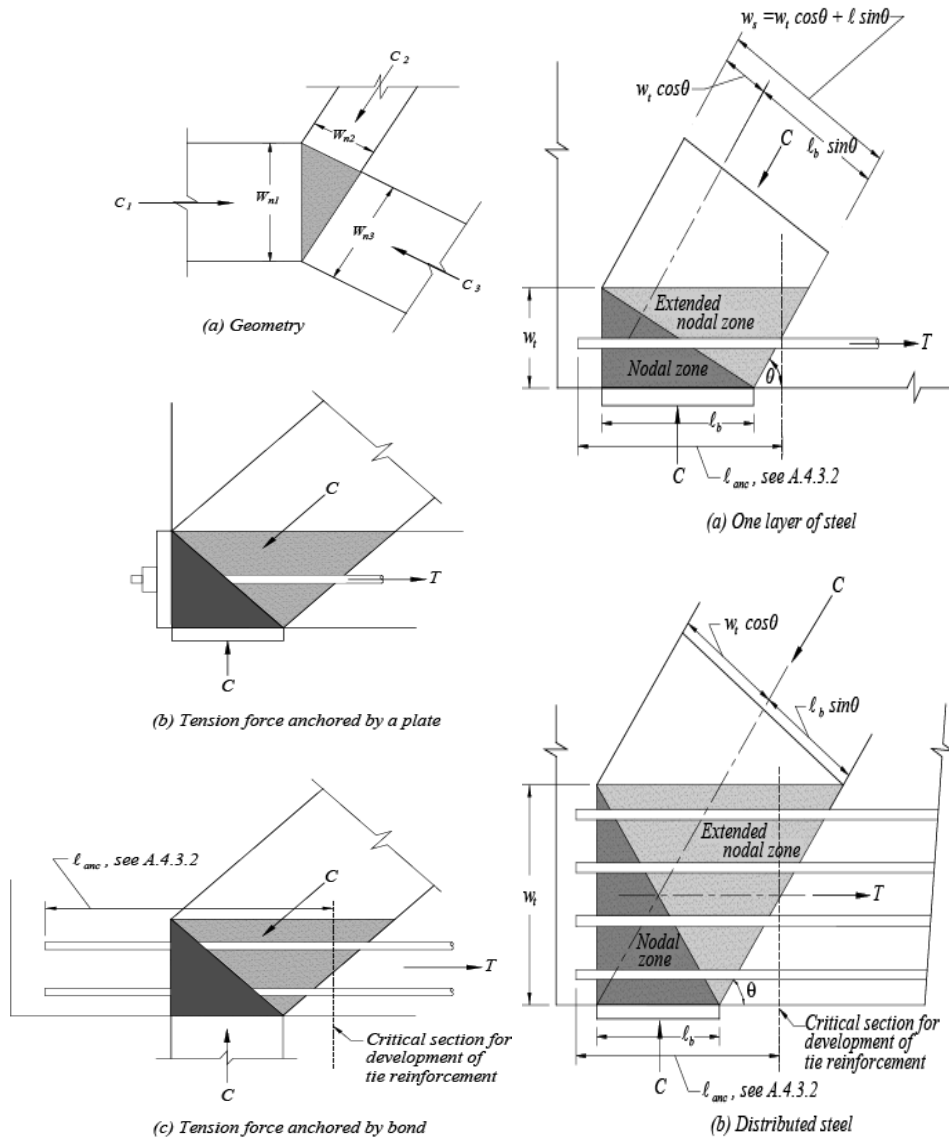 C₂
Wₙ₂
C₁
Wₙ₁
Wₙ₃
C₃
(a) Geometry
C
T
C
(b) Tension force anchored by a plate
ℓₐₙ꜀ , see A.4.3.2
C
T
C
Critical section for
development of
tie reinforcement
(c) Tension force anchored by bond
wₛ =wₜ cosθ + ℓ sinθ
wₜ cosθ
C
ℓb sinθ
Extended
nodal zone
wₜ
Nodal zone
T
θ
ℓb
C
ℓₐₙ꜀ , see A.4.3.2
(a) One layer of steel
C
wₜ cosθ
ℓb sinθ
Extended
nodal zone
wₜ
T
Nodal
zone
θ
ℓb
Critical section for
development of
tie reinforcement
C
ℓₐₙ꜀ , see A.4.3.2
(b) Distributed steel